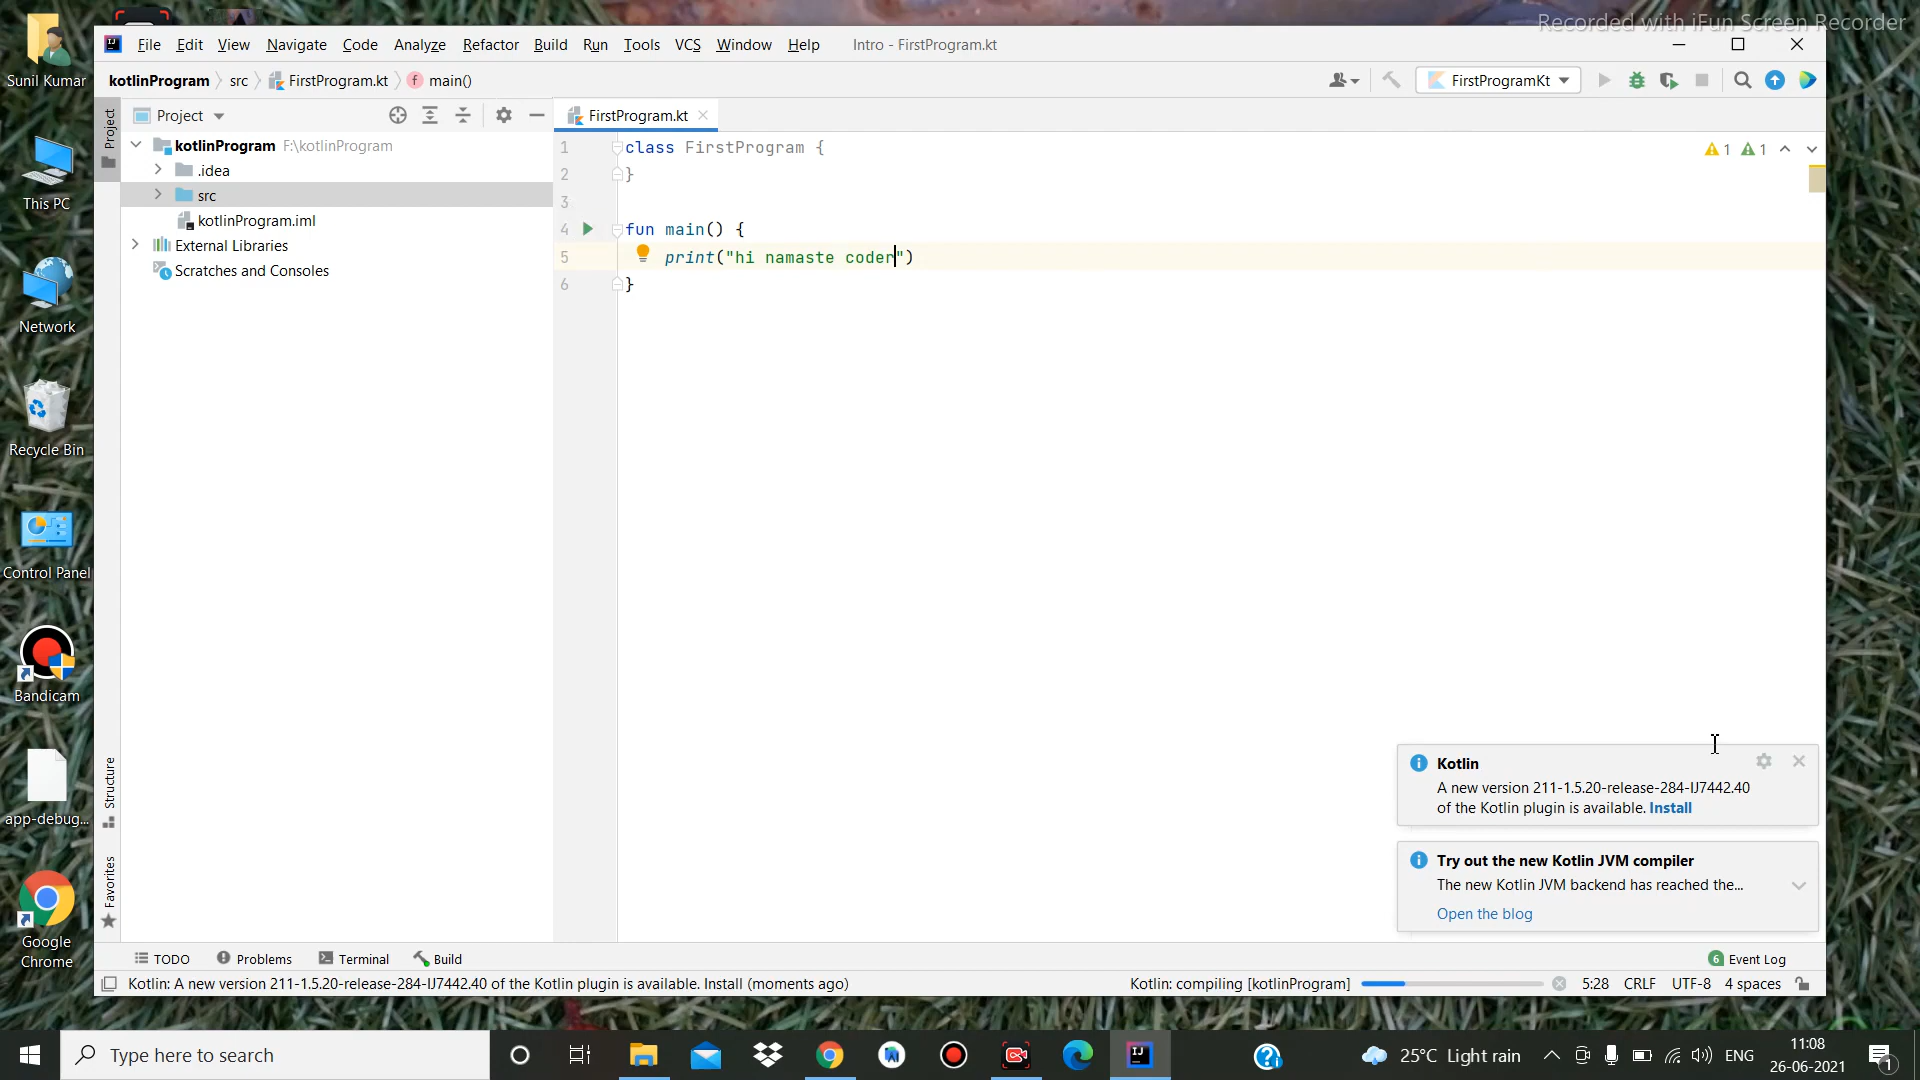 Recorded with iFun Screen Recorder
File Edit View Navigate Code Analyze Refactor Build Run Tools VCS Window Help Intro - FirstProgram.kt
kotlinProgram src FirstProgram.kt main()
FirstProgramKt
Project
FirstProgram.kt
kotlinProgram F:\kotlinProgram
.idea
src
kotlinProgram.iml
External Libraries
Scratches and Consoles
1 class FirstProgram {
2 }
3
4 fun main() {
5 print("hi namaste coder")
6 }
1 1
Project
Structure
Favorites
Sunil Kumar
This PC
Network
Recycle Bin
Control Panel
Bandicam
app-debug...
Google
Chrome
Kotlin
A new version 211-1.5.20-release-284-IJ7442.40
of the Kotlin plugin is available. Install
Try out the new Kotlin JVM compiler
The new Kotlin JVM backend has reached the...
Open the blog
TODO Problems Terminal Build
6 Event Log
Kotlin: A new version 211-1.5.20-release-284-IJ7442.40 of the Kotlin plugin is available. Install (moments ago)
Kotlin: compiling [kotlinProgram]
5:28 CRLF UTF-8 4 spaces
Type here to search
25°C Light rain
ENG
11:08
26-06-2021
1